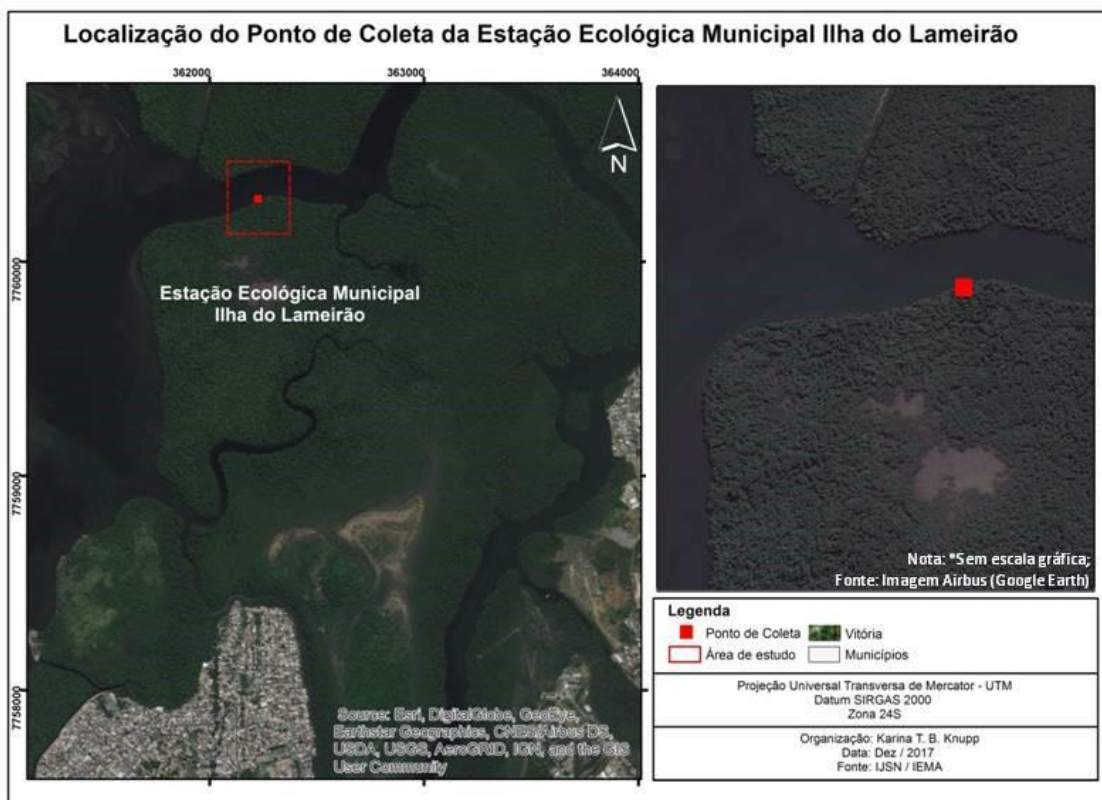 Localização do Ponto de Coleta da Estação Ecológica Municipal Ilha do Lameirão
362000
363000
364000
7760000
7759000
7758000
N
Estação Ecológica Municipal
Ilha do Lameirão
Source: Esri, DigitalGlobe, GeoEye,
Earthstar Geographics, CNES/Airbus DS,
USDA, USGS, AeroGRID, IGN, and the GIS
User Community
Nota: *Sem escala gráfica;
Fonte: Imagem Airbus (Google Earth)
Legenda
Ponto de Coleta
Vitória
Área de estudo
Municípios
Projeção Universal Transversa de Mercator - UTM
Datum SIRGAS 2000
Zona 24S
Organização: Karina T. B. Knupp
Data: Dez / 2017
Fonte: IJSN / IEMA